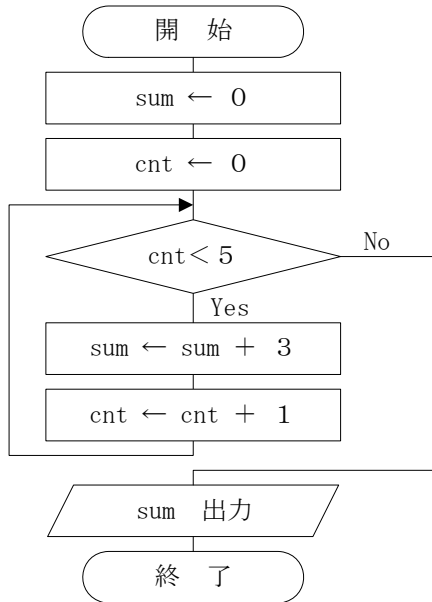 開　始
sum ← ０
cnt ← ０
cnt＜５
No
Yes
sum ← sum ＋ ３
cnt ← cnt ＋ １
sum　出力
終　了